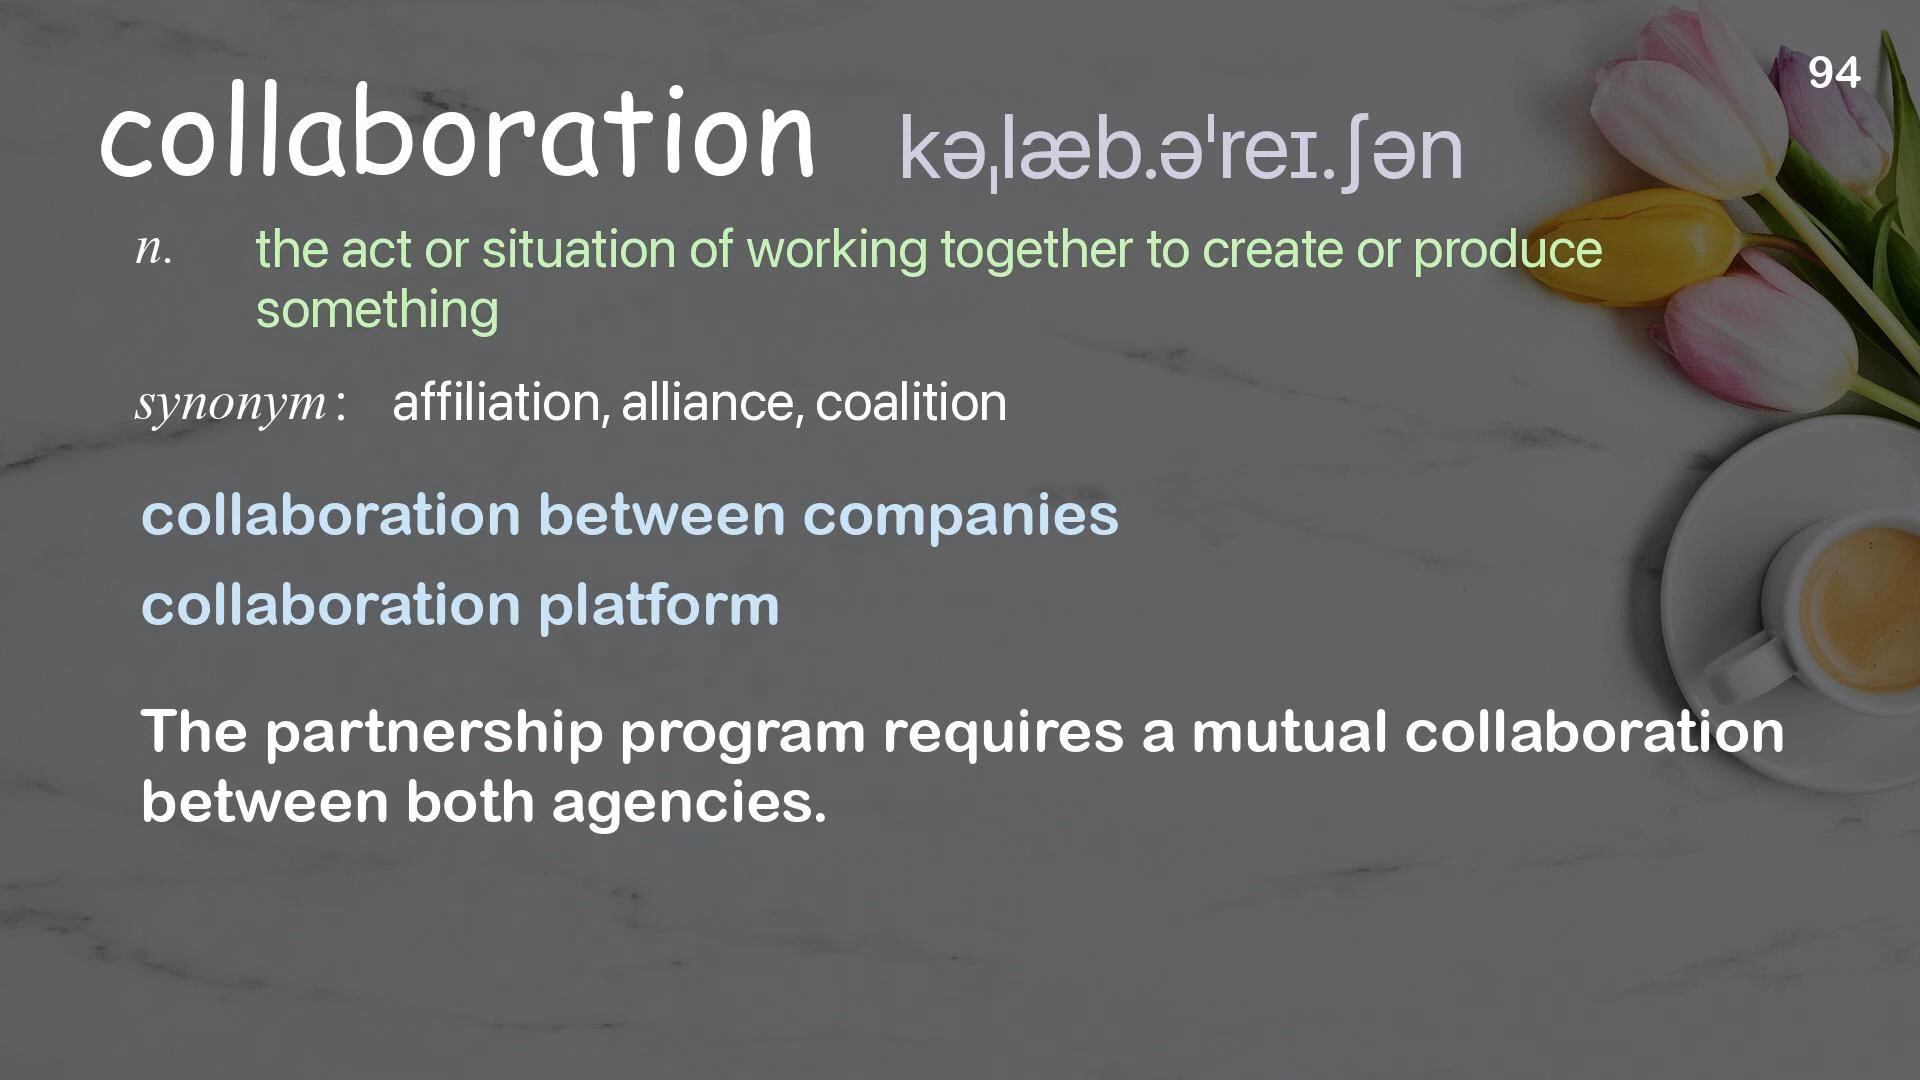 94
collaboration kəˌlæb.əˈreɪ.ʃən
n. the act or situation of working together to create or produce
something
synonym: affiliation, alliance, coalition
collaboration between companies
collaboration platform
The partnership program requires a mutual collaboration
between both agencies.